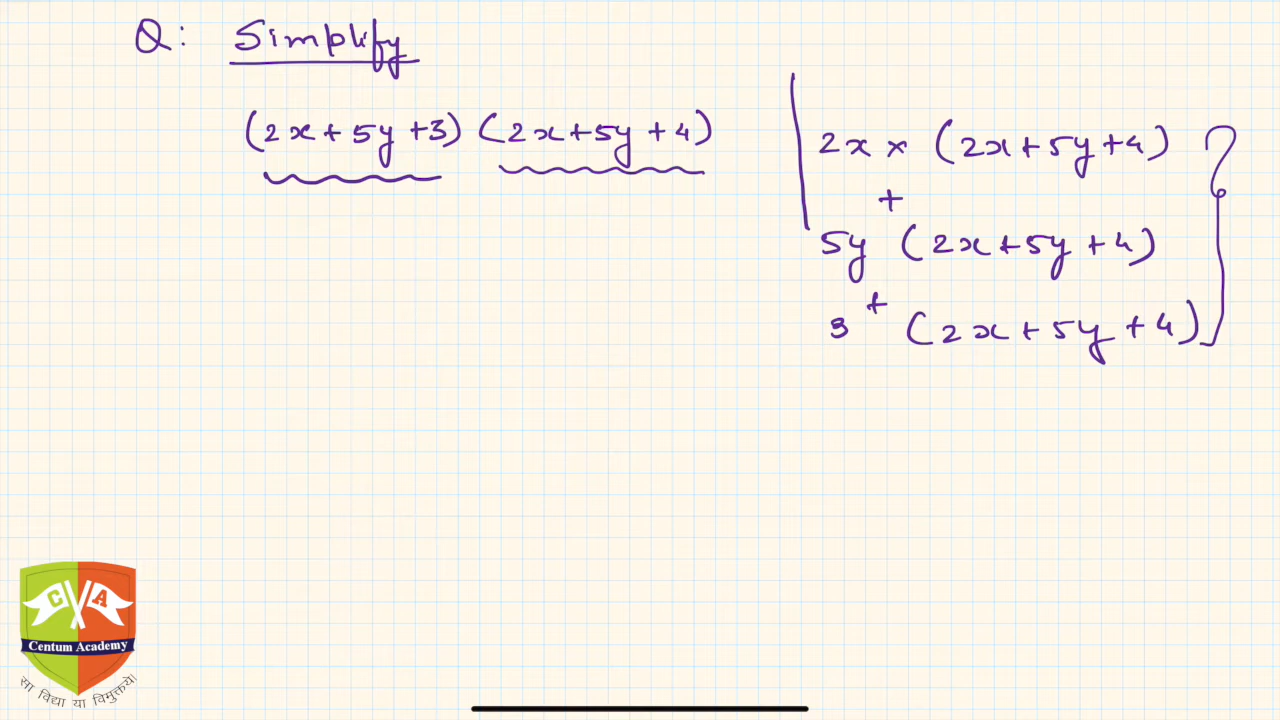 Q: Simplify
(2x+5y+3) (2x+5y+4)
2x × (2x+5y+4)
+
5y (2x+5y+4)
+
3 (2x+5y+4)
C A
Centum Academy
सा विद्या या विमुक्तये